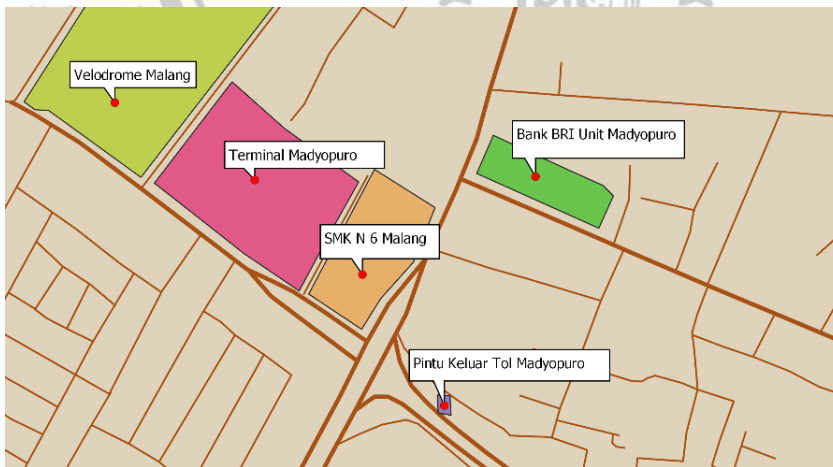 Velodrome Malang
Terminal Madyopuro
Bank BRI Unit Madyopuro
SMK N 6 Malang
Pintu Keluar Tol Madyopuro